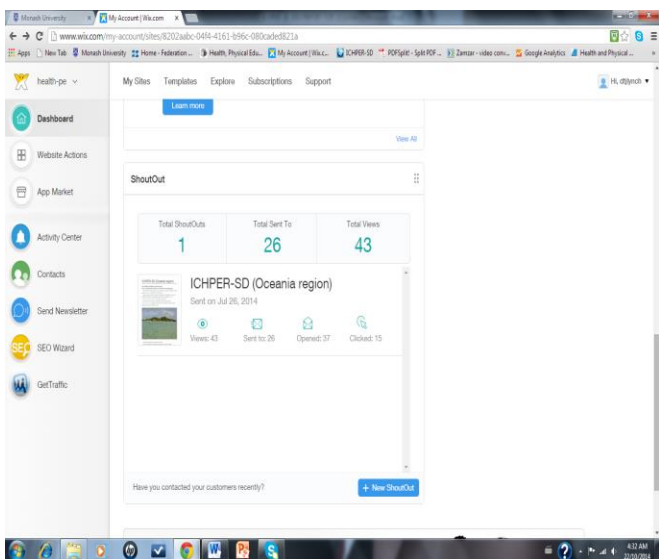 Monash University
My Account | Wix.com
www.wix.com/my-account/sites/8202aabc-04f4-4161-b96c-080caded821a
Apps New Tab Monash University Home - Federation ... Health, Physical Edu... My Account | Wix.c... ICHPER-SD PDFSplit! - Split PDF ... Zamzar - video conv... Google Analytics Health and Physical ...
health-pe My Sites Templates Explore Subscriptions Support Hi, dtjlynch
Learn more
Dashboard
View All
Website Actions
ShoutOut
App Market
Total ShoutOuts Total Sent To Total Views
1 26 43
Activity Center
Contacts
ICHPER-SD (Oceania region)
Sent on Jul 26, 2014
Send Newsletter
Views: 43 Sent to: 26 Opened: 37 Clicked: 15
SEO Wizard
GetTraffic
Have you contacted your customers recently? + New ShoutOut
4:32 AM
22/10/2014